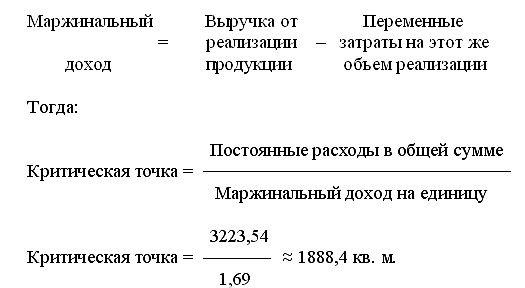 Маржинальный Выручка от Переменные
= реализации – затраты на этот же
доход продукции объем реализации
Тогда:
Постоянные расходы в общей сумме
Критическая точка =
Маржинальный доход на единицу
3223,54
Критическая точка = ≈ 1888,4 кв. м.
1,69